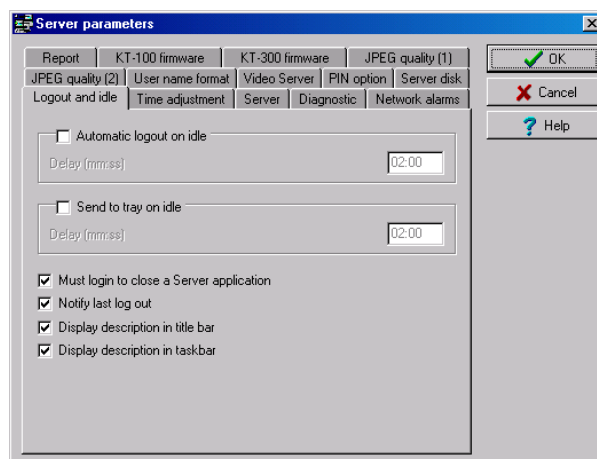 Server parameters
Report KT-100 firmware KT-300 firmware JPEG quality (1)
JPEG quality (2) User name format Video Server PIN option Server disk
Logout and idle Time adjustment Server Diagnostic Network alarms
OK
Cancel
Help
Automatic logout on idle
Delay (mm:ss) 02:00
Send to tray on idle
Delay (mm:ss) 02:00
Must login to close a Server application
Notify last log out
Display description in title bar
Display description in taskbar